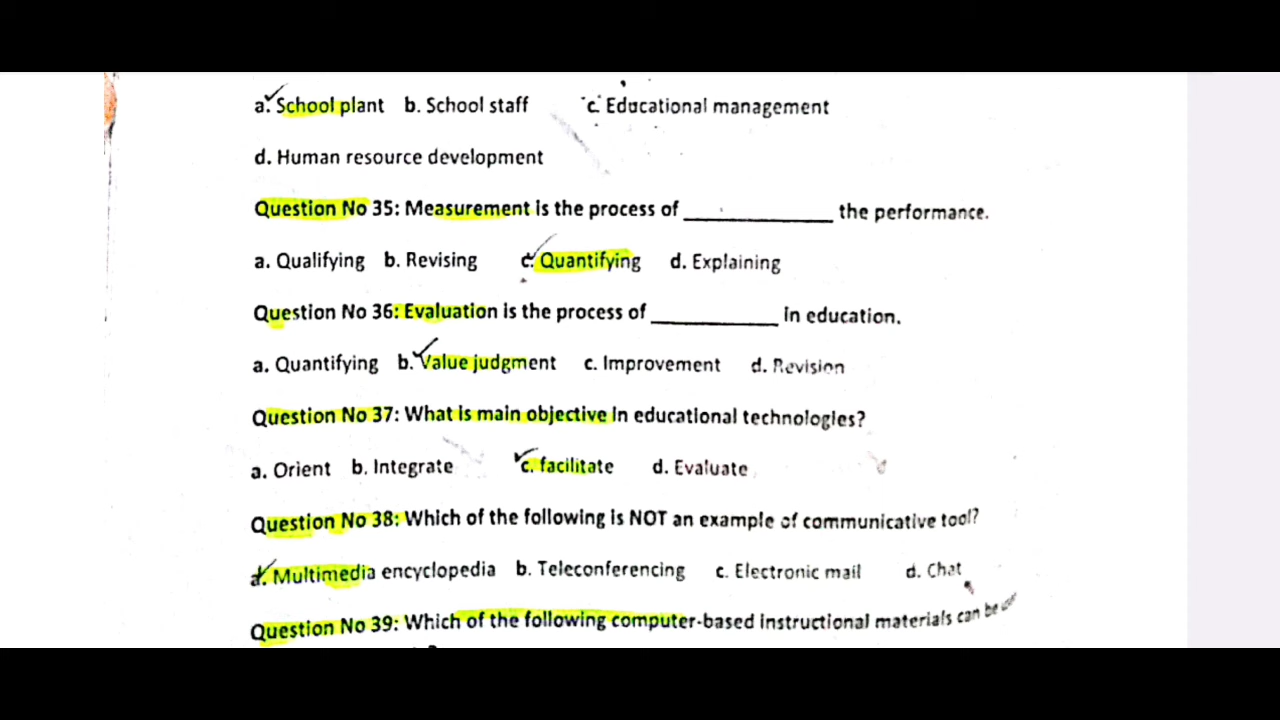 a. School plant b. School staff c. Educational management
d. Human resource development
Question No 35: Measurement is the process of ______________ the performance.
a. Qualifying b. Revising c. Quantifying d. Explaining
Question No 36: Evaluation is the process of ____________ in education.
a. Quantifying b. Value judgment c. Improvement d. Revision
Question No 37: What is main objective in educational technologies?
a. Orient b. Integrate c. facilitate d. Evaluate
Question No 38: Which of the following is NOT an example of communicative tool?
a. Multimedia encyclopedia b. Teleconferencing c. Electronic mail d. Chat
Question No 39: Which of the following computer-based instructional materials can be